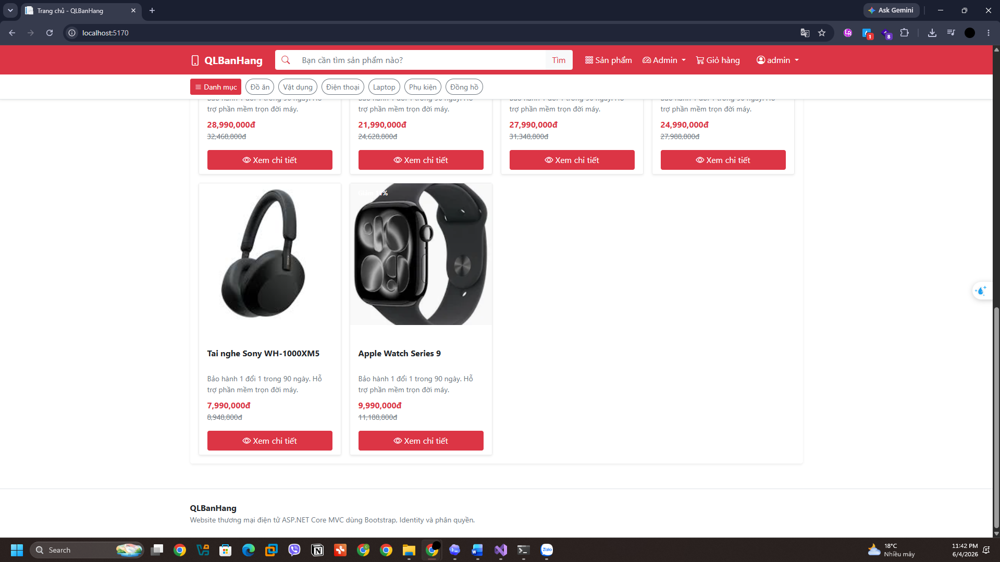 Trang chủ - QLBanHang
Ask Gemini
localhost:5170
1
8
QLBanHang
Bạn cần tìm sản phẩm nào?
Tìm
Sản phẩm
Admin
Giỏ hàng
admin
Danh mục
Đồ ăn
Vật dụng
Điện thoại
Laptop
Phụ kiện
Đồng hồ
trợ phần mềm trọn đời máy.
28,990,000đ
32,468,800đ
Xem chi tiết
trợ phần mềm trọn đời máy.
21,990,000đ
24,628,800đ
Xem chi tiết
trợ phần mềm trọn đời máy.
27,990,000đ
31,348,800đ
Xem chi tiết
trợ phần mềm trọn đời máy.
24,990,000đ
27,988,800đ
Xem chi tiết
Tai nghe Sony WH-1000XM5
Bảo hành 1 đổi 1 trong 90 ngày. Hỗ
trợ phần mềm trọn đời máy.
7,990,000đ
8,948,800đ
Xem chi tiết
Apple Watch Series 9
Bảo hành 1 đổi 1 trong 90 ngày. Hỗ
trợ phần mềm trọn đời máy.
9,990,000đ
11,188,800đ
Xem chi tiết
QLBanHang
Website thương mại điện tử ASP.NET Core MVC dùng Bootstrap, Identity và phân quyền.
Search
Zalo
18°C
Nhiều mây
11:42 PM
6/4/2026